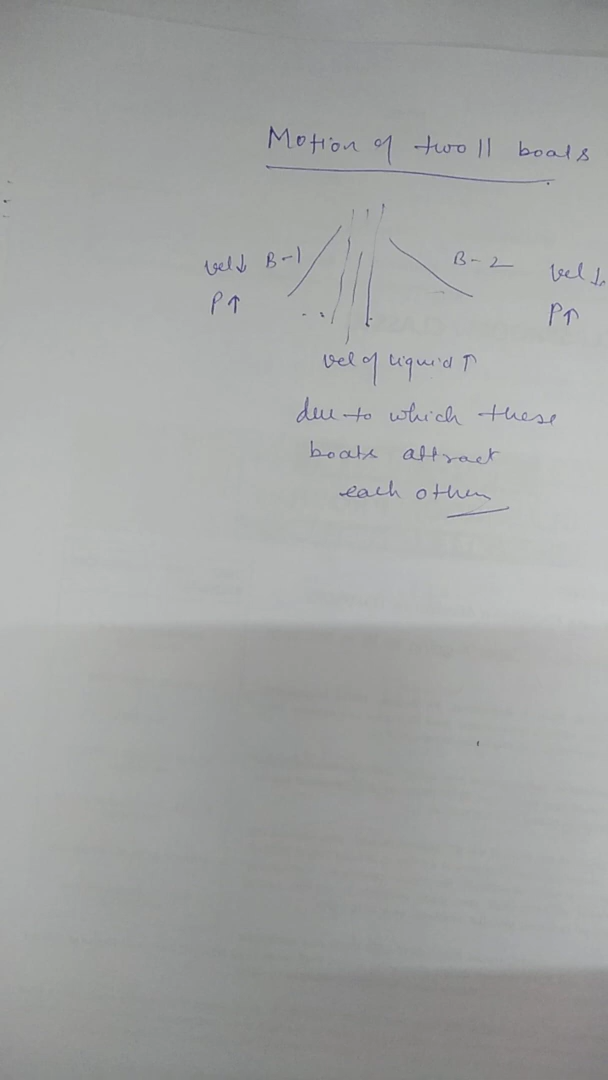 Motion of two || boats
vel↓ B-1 B-2 vel↓
P↑ P↑
vel of liquid ↑
due to which these
boats attract
each other